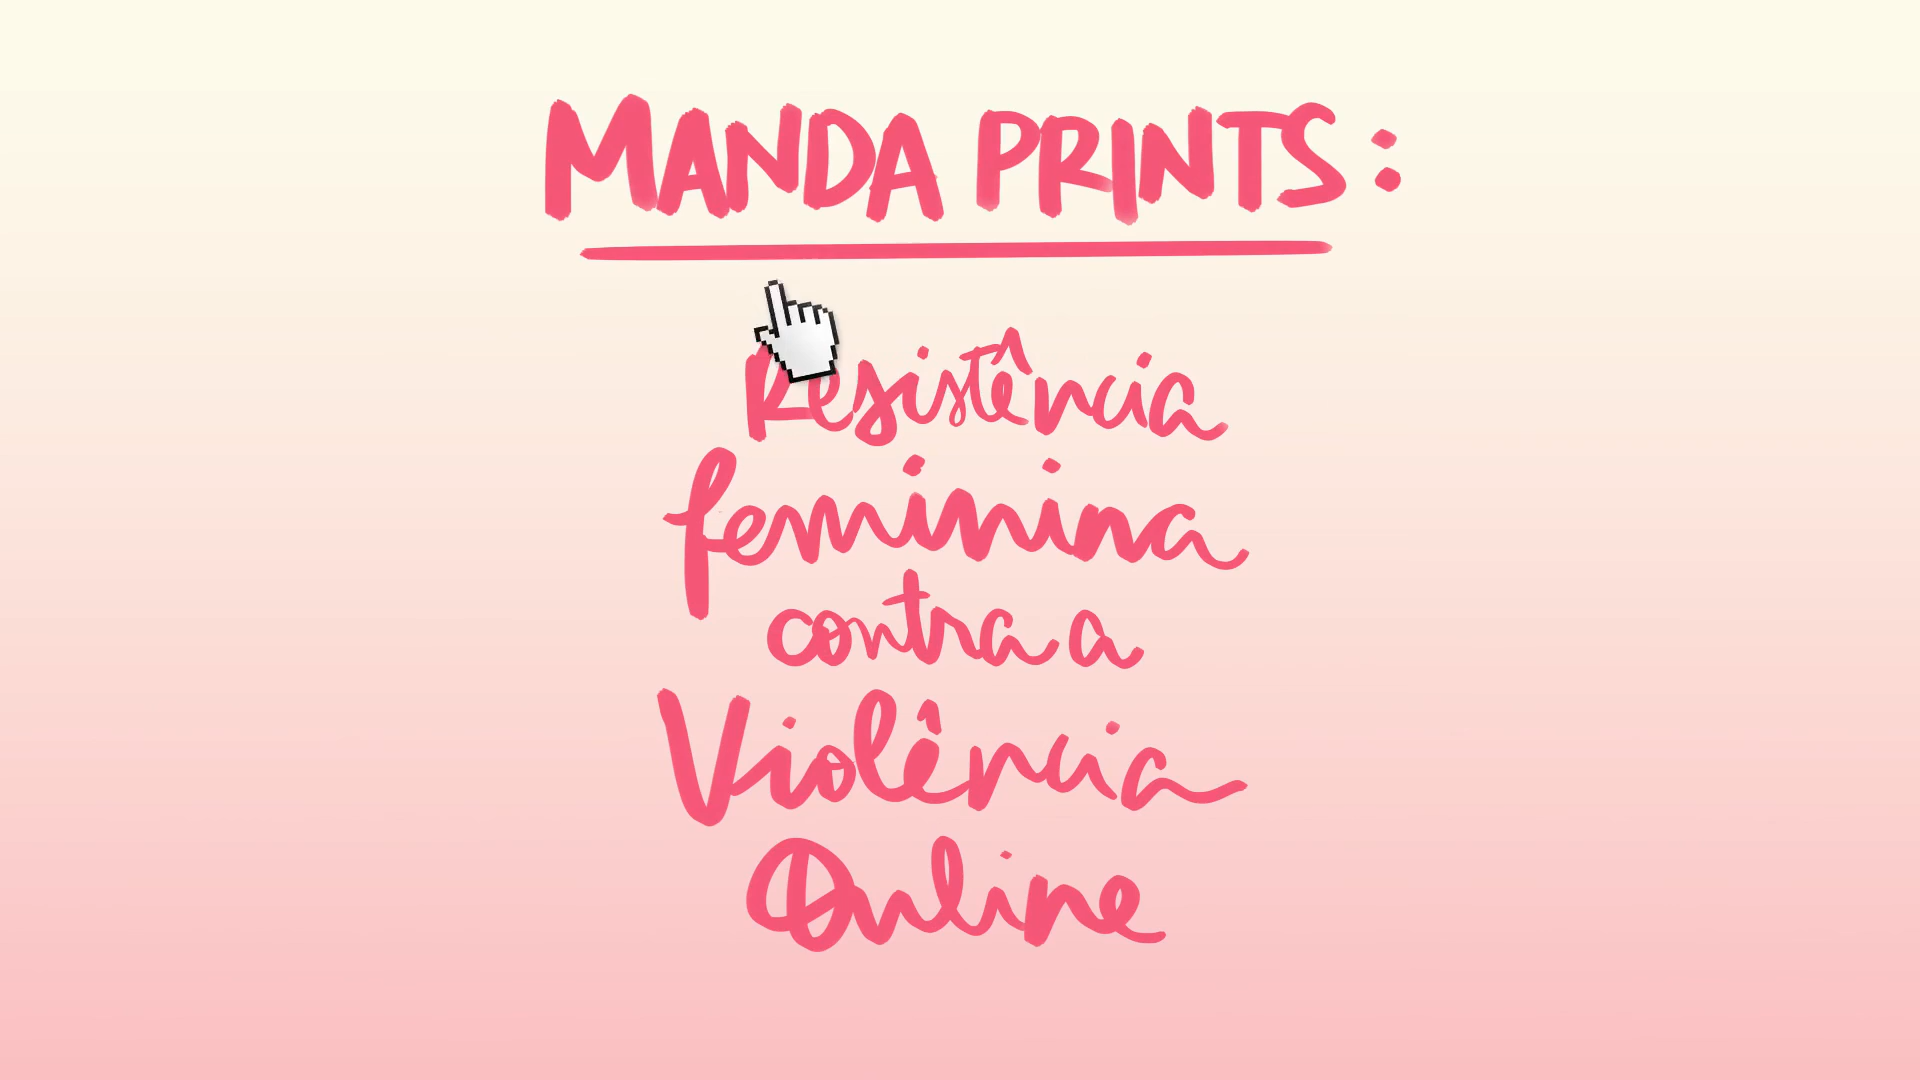 MANDA PRINTS:
Resistência
feminina
contra a
Violência
Online